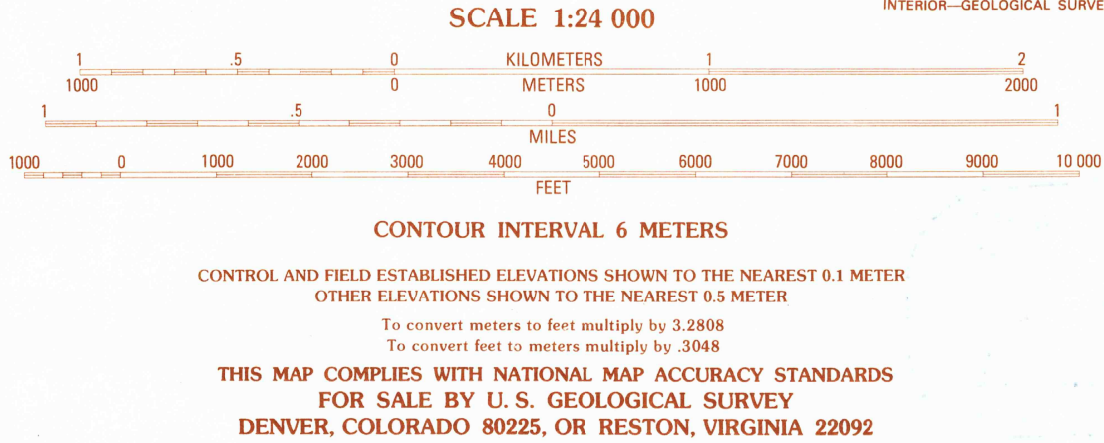 INTERIOR—GEOLOGICAL SURVE
SCALE 1:24 000
1 .5 0 KILOMETERS 1 2
1000 0 METERS 1000 2000
1 .5 0 1
MILES
1000 0 1000 2000 3000 4000 5000 6000 7000 8000 9000 10 000
FEET
CONTOUR INTERVAL 6 METERS
CONTROL AND FIELD ESTABLISHED ELEVATIONS SHOWN TO THE NEAREST 0.1 METER
OTHER ELEVATIONS SHOWN TO THE NEAREST 0.5 METER
To convert meters to feet multiply by 3.2808
To convert feet to meters multiply by .3048
THIS MAP COMPLIES WITH NATIONAL MAP ACCURACY STANDARDS
FOR SALE BY U. S. GEOLOGICAL SURVEY
DENVER, COLORADO 80225, OR RESTON, VIRGINIA 22092